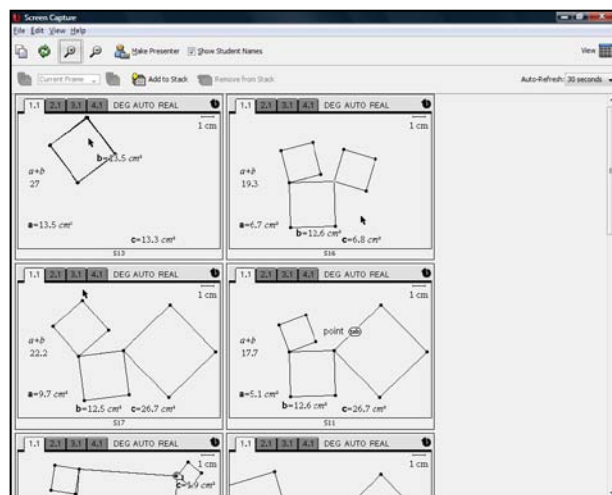 Screen Capture
File Edit View Help
Make Presenter Show Student Names View
Current Frame Add to Stack Remove from Stack Auto-Refresh: 30 seconds
1.1 2.1 3.1 4.1 DEG AUTO REAL
1 cm
b=13.5 cm²
a+b
27
a=13.5 cm²
c=13.3 cm²
S13
1.1 2.1 3.1 4.1 DEG AUTO REAL
1 cm
a+b
19.3
a=6.7 cm²
b=12.6 cm² c=6.8 cm²
S16
1.1 2.1 3.1 4.1 DEG AUTO REAL
1 cm
a+b
22.2
a=9.7 cm²
b=12.5 cm² c=26.7 cm²
S17
1.1 2.1 3.1 4.1 DEG AUTO REAL
1 cm
point tab
a+b
17.7
a=5.1 cm²
b=12.6 cm² c=26.7 cm²
S11
1.1 2.1 3.1 4.1 DEG AUTO REAL
1 cm
c=1.9 cm²
1.1 2.1 3.1 4.1 DEG AUTO REAL
1 cm